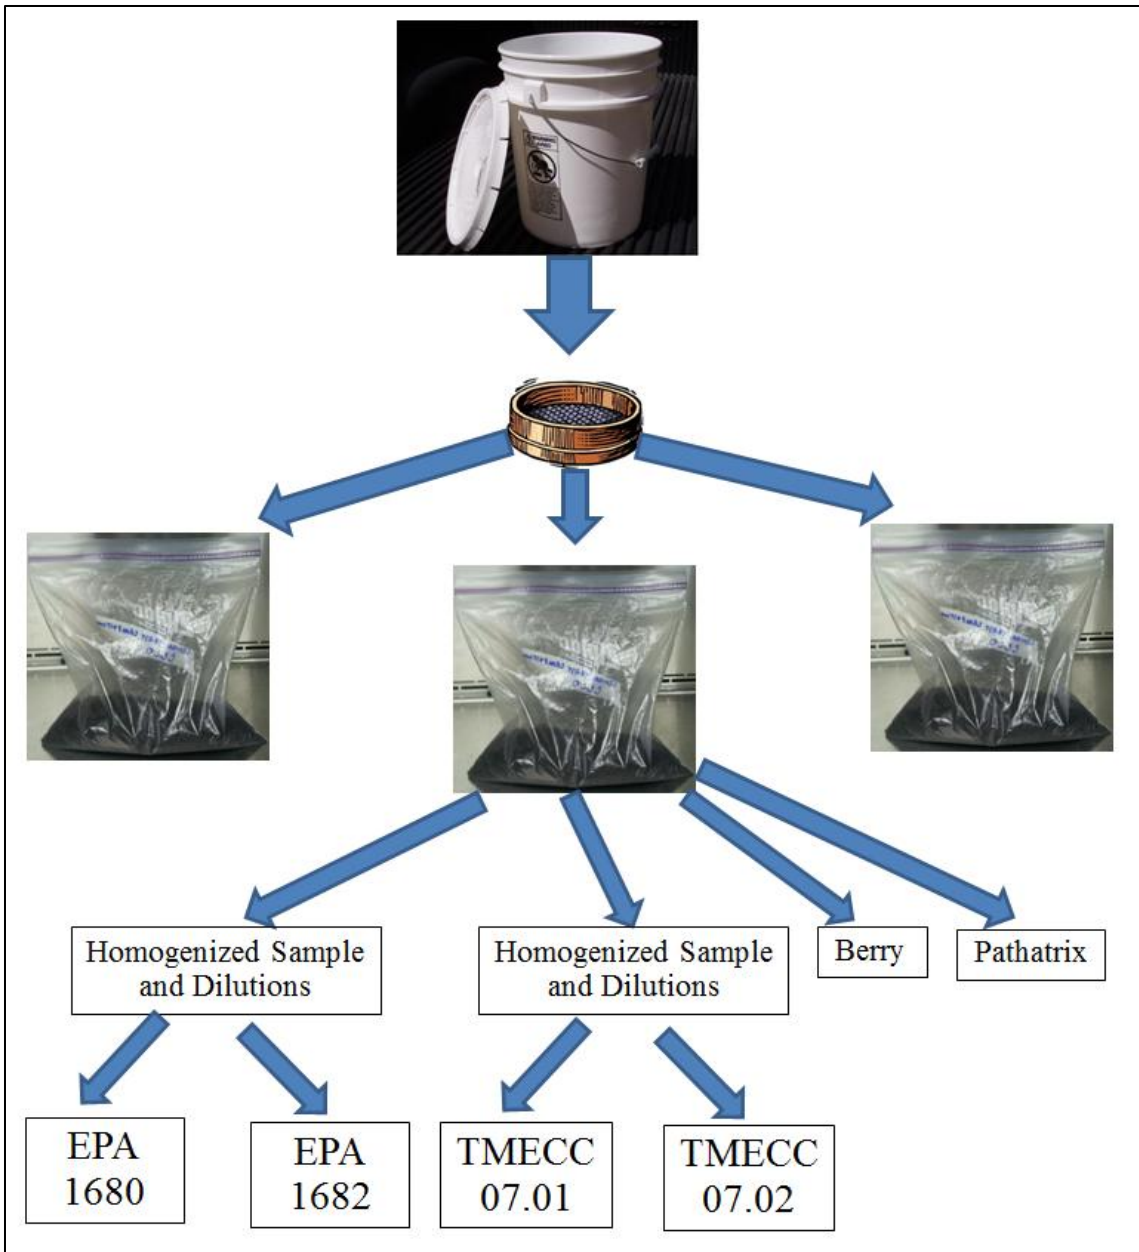 Homogenized Sample
and Dilutions
Homogenized Sample
and Dilutions
Berry
Pathatrix
EPA
1680
EPA
1682
TMECC
07.01
TMECC
07.02